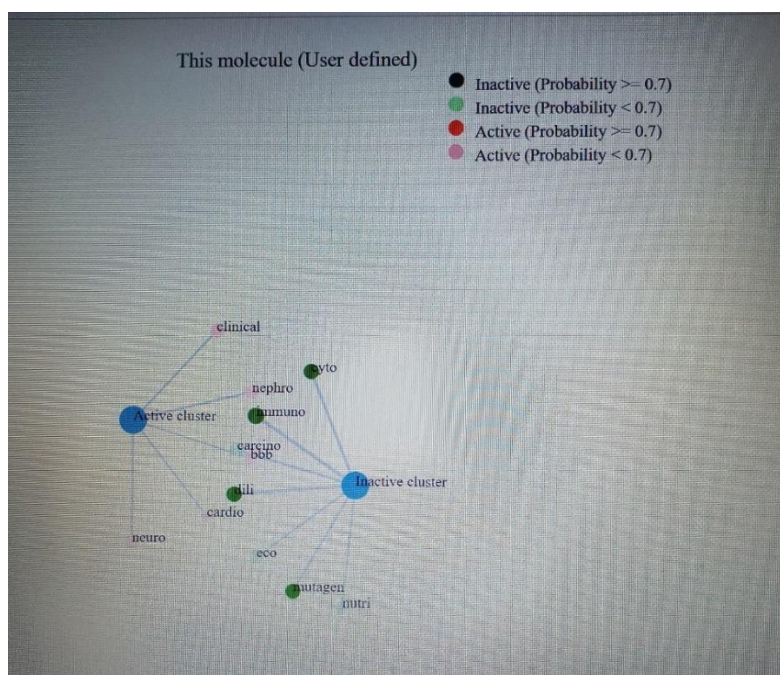 This molecule (User defined)
Inactive (Probability >= 0.7)
Inactive (Probability < 0.7)
Active (Probability >= 0.7)
Active (Probability < 0.7)
clinical
cyto
nephro
immuno
Active cluster
carcino
bbb
Inactive cluster
dili
cardio
neuro
eco
mutagen
nutri